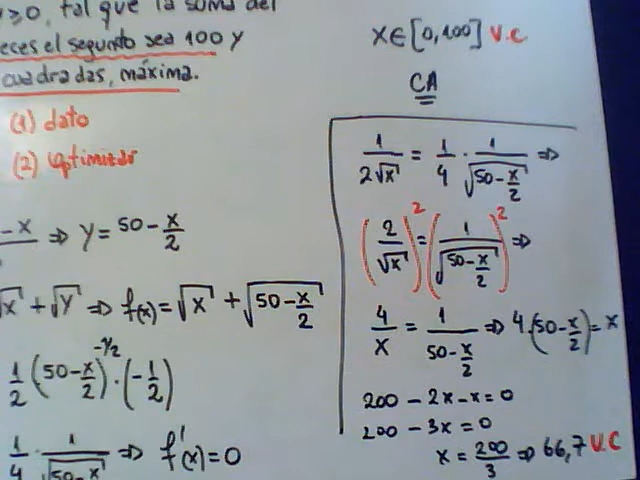 ≥0, tal que la suma del
eces el segundo sea 100 y
cuadradas, máxima.
(1) dato
(2) optimizar
-x ⇒ y = 50 - x/2
√x + √y ⇒ f(x) = √x + √(50 - x/2)
1/2 (50 - x/2)^(-1/2) · (-1/2)
1/4 · 1/√(50 - x ⇒ f'(x) = 0
x ∈ [0,100] V.C
CA
1/(2√x) = 1/4 · 1/√(50 - x/2) ⇒
(2/√x)² = (1/√(50 - x/2))² ⇒
4/x = 1/(50 - x/2) ⇒ 4·(50 - x/2) = x
200 - 2x - x = 0
200 - 3x = 0
x = 200/3 ⇒ 66,7 V.C